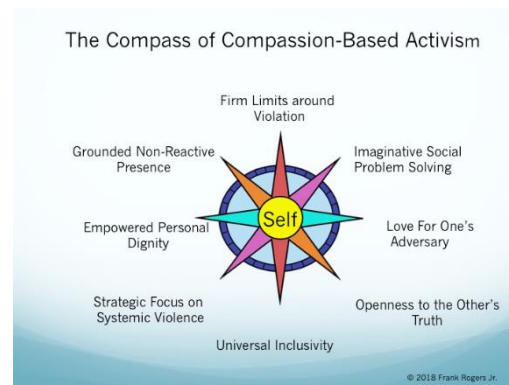 The Compass of Compassion-Based Activism
Firm Limits around
Violation
Grounded Non-Reactive
Presence
Imaginative Social
Problem Solving
Self
Empowered Personal
Dignity
Love For One's
Adversary
Strategic Focus on
Systemic Violence
Openness to the Other's
Truth
Universal Inclusivity
© 2018 Frank Rogers Jr.